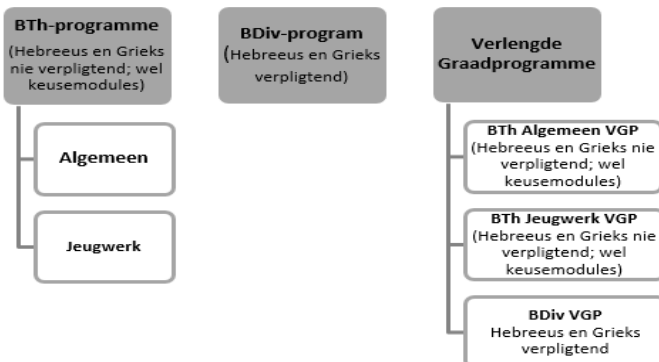 BTh-programme
(Hebreeus en Grieks
nie verpligtend; wel
keusemodules)
Algemeen
Jeugwerk
BDiv-program
(Hebreeus en Grieks
verpligtend)
Verlengde
Graadprogramme
BTh Algemeen VGP
(Hebreeus en Grieks nie
verpligtend; wel
keusemodules)
BTh Jeugwerk VGP
(Hebreeus en Grieks nie
verpligtend; wel
keusemodules)
BDiv VGP
Hebreeus en Grieks
verpligtend